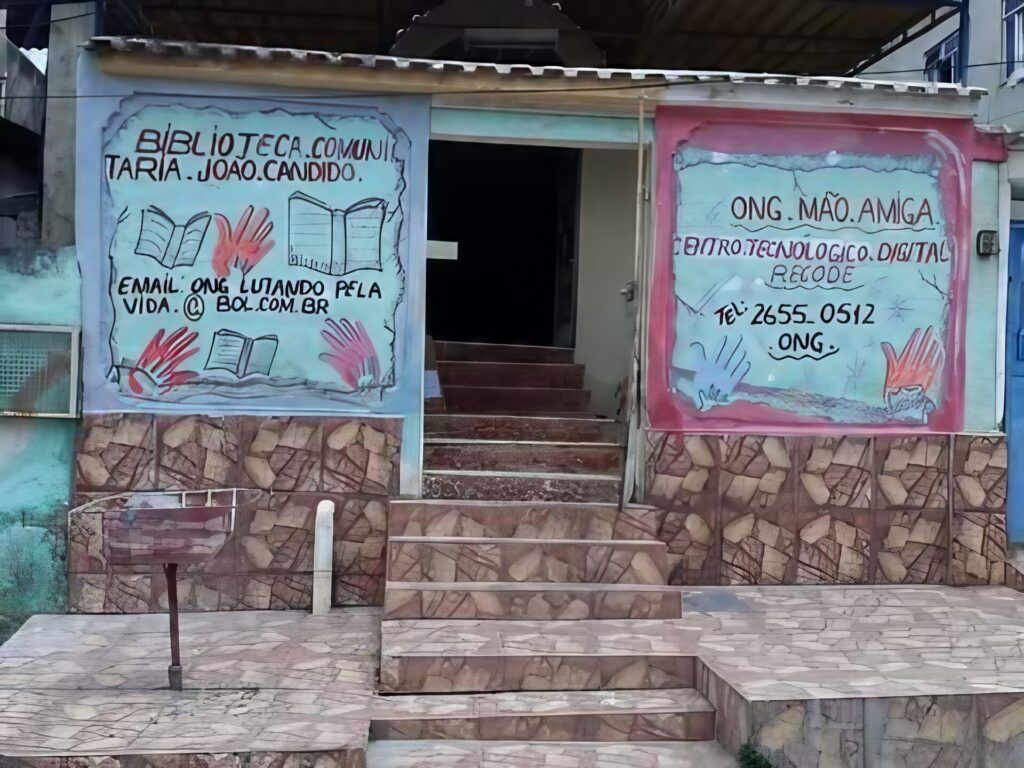 BIBLIOTECA.COMUNI
TARIA.JOÃO.CANDIDO.
EMAIL: ONG LUTANDO PELA
VIDA.@ BOL.COM.BR
ONG.MÃO.AMIGA.
CENTRO.TECNOLOGICO.DIGITAL
RECODE
TEL: 2655_0512
.ONG.